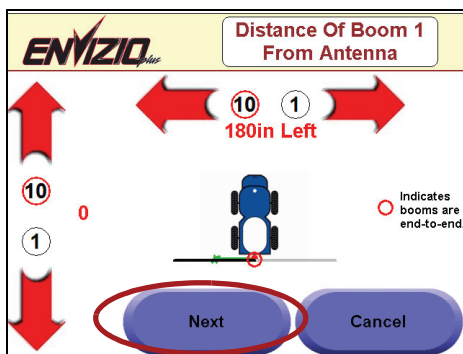 ENVIZIO plus
Distance Of Boom 1
From Antenna
10 1
180in Left
10
0
1
Indicates
booms are
end-to-end.
Next
Cancel